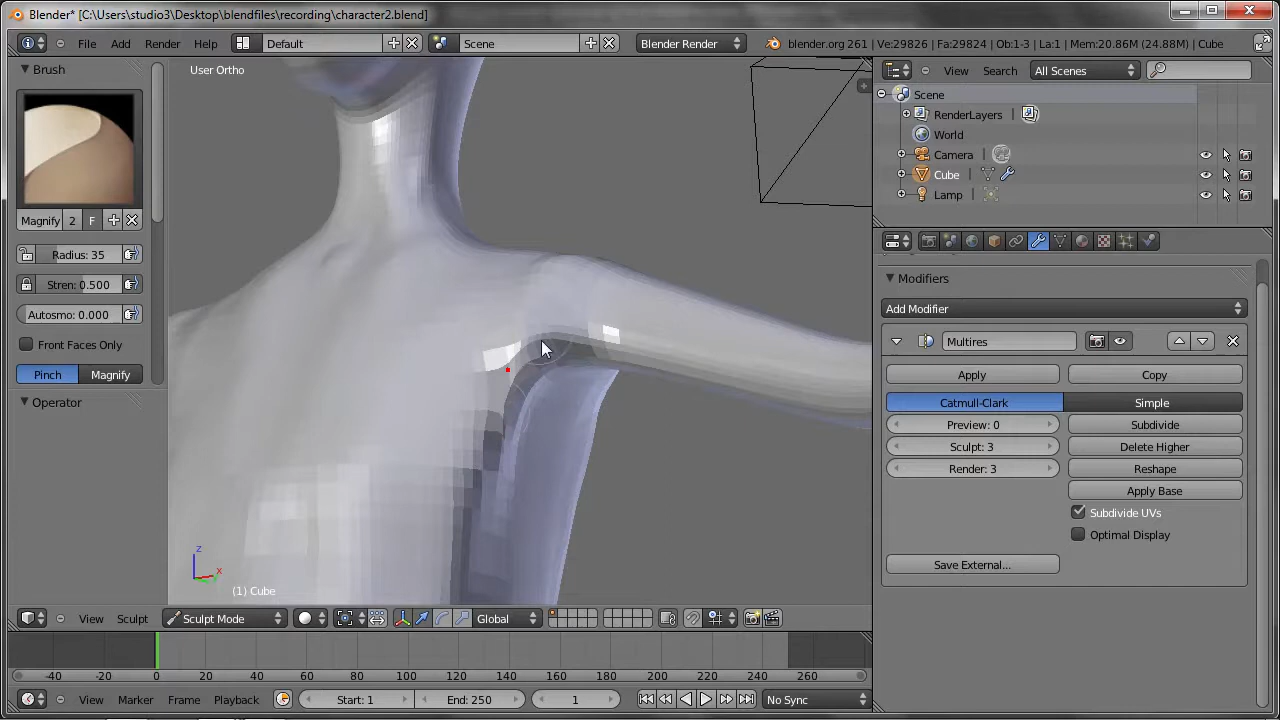 Blender* [C:\Users\studio3\Desktop\blendfiles\recording\character2.blend]
File Add Render Help Default Scene Blender Render blender.org 261 | Ve:29826 | Fa:29824 | Ob:1-3 | La:1 | Mem:20.86M (24.88M) | Cube
Brush
User Ortho
View Search All Scenes
Scene
RenderLayers
World
Camera
Cube
Lamp
Magnify 2 F
Radius: 35
Stren: 0.500
Autosmo: 0.000
Front Faces Only
Pinch Magnify
Operator
Modifiers
Add Modifier
Multires
Apply Copy
Catmull-Clark Simple
Preview: 0 Subdivide
Sculpt: 3 Delete Higher
Render: 3 Reshape
Apply Base
Subdivide UVs
Optimal Display
Save External...
z
x
(1) Cube
View Sculpt Sculpt Mode Global
-40 -20 0 20 40 60 80 100 120 140 160 180 200 220 240 260
View Marker Frame Playback Start: 1 End: 250 1 No Sync